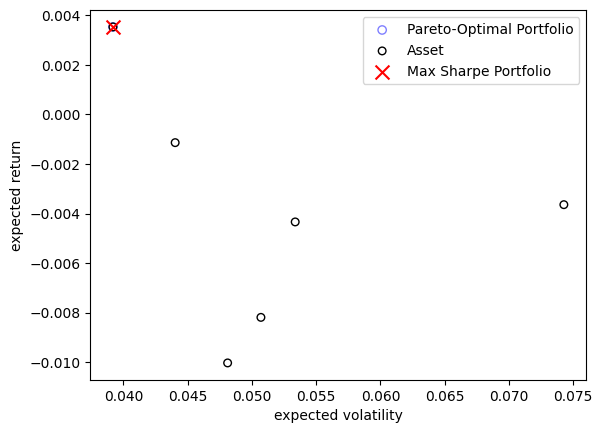 0.004
0.002
0.000
−0.002
−0.004
−0.006
−0.008
−0.010
expected return
Pareto-Optimal Portfolio
Asset
Max Sharpe Portfolio
0.040 0.045 0.050 0.055 0.060 0.065 0.070 0.075
expected volatility